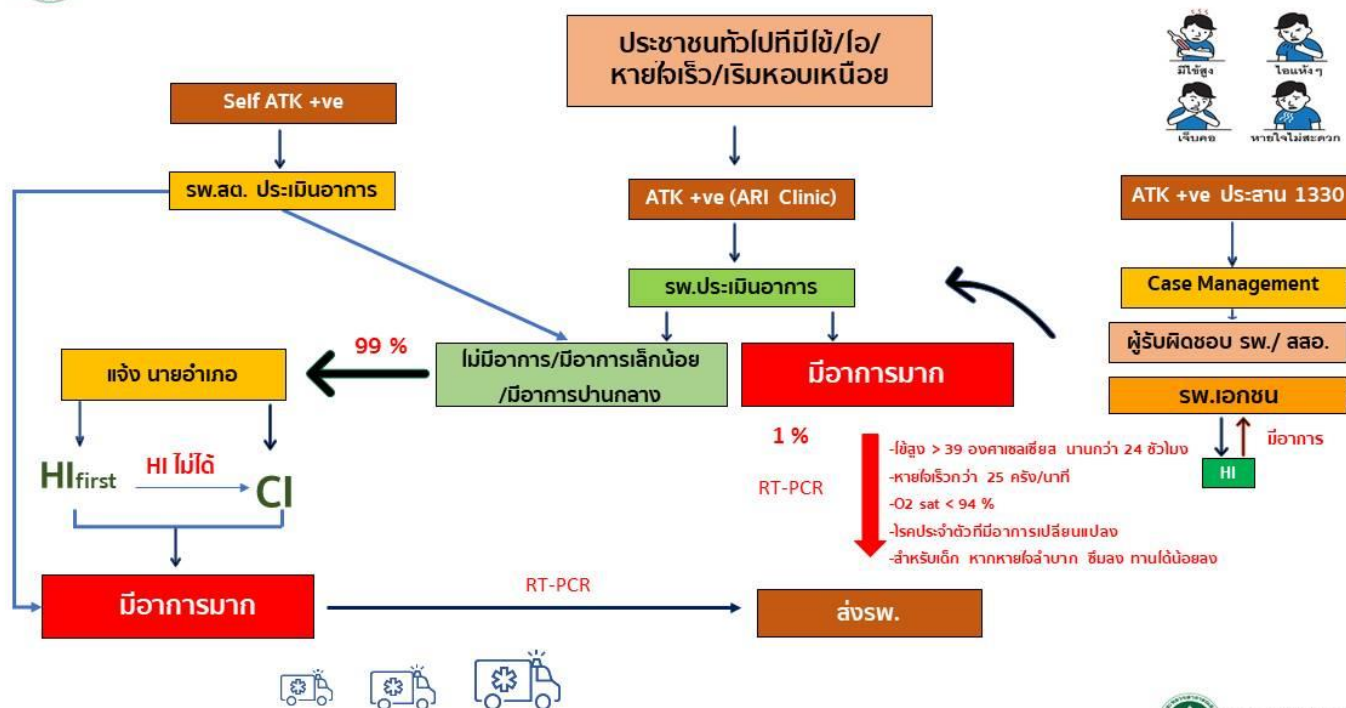 ประชาชนทั่วไปที่มีไข้/ไอ/
หายใจเร็ว/เริ่มหอบเหนื่อย
มีไข้สูง
ไอแห้งๆ
เจ็บคอ
หายใจไม่สะดวก
Self ATK +ve
รพ.สต. ประเมินอาการ
ATK +ve (ARI Clinic)
ATK +ve ประสาน 1330
รพ.ประเมินอาการ
Case Management
ผู้รับผิดชอบ รพ./ สสอ.
รพ.เอกชน
มีอาการ
HI
99 %
ไม่มีอาการ/มีอาการเล็กน้อย
/มีอาการปานกลาง
มีอาการมาก
แจ้ง นายอำเภอ
HIfirst
HI ไม่ได้
CI
1 %
RT-PCR
-ไข้สูง > 39 องศาเซลเซียส นานกว่า 24 ชั่วโมง
-หายใจเร็วกว่า 25 ครั้ง/นาที
-O2 sat < 94 %
-โรคประจำตัวที่มีอาการเปลี่ยนแปลง
-สำหรับเด็ก หากหายใจลำบาก ซึมลง ทานได้น้อยลง
มีอาการมาก
RT-PCR
ส่งรพ.